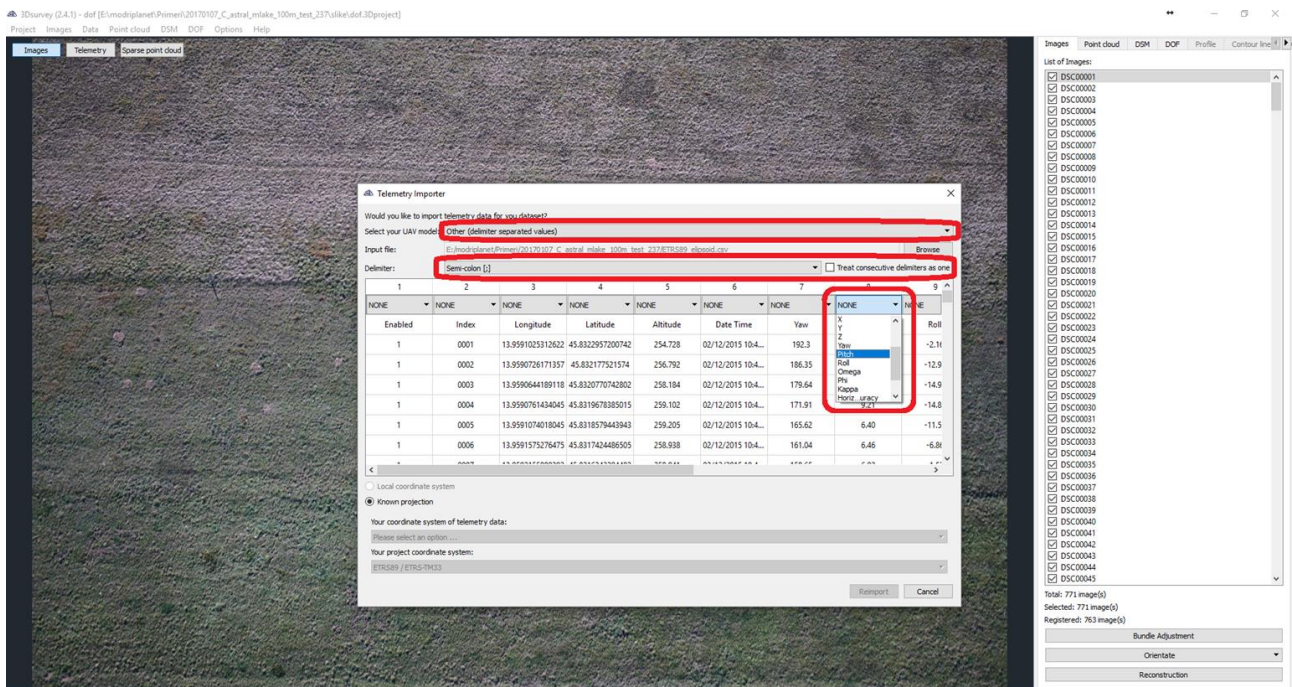 3Dsurvey (2.4.1) - dof [E:\modriplanet\Primeri\20170107_C_astral_mlake_100m_test_237\slike\dof.3Dproject]
Project Images Data Point cloud DSM DOF Options Help
Images Telemetry Sparse point cloud
Telemetry Importer
Would you like to import telemetry data for you dataset?
Select your UAV model: Other (delimiter separated values)
Input file: E:/modriplanet/Primeri/20170107_C_astral_mlake_100m_test_237/ETRS89_elipsoid.csv Browse
Delimiter: Semi-colon [;] Treat consecutive delimiters as one
1 2 3 4 5 6 7 8 9
NONE NONE NONE NONE NONE NONE NONE NONE NONE
Enabled Index Longitude Latitude Altitude Date Time Yaw Roll
1 0001 13.9591025312622 45.8322957200742 254.728 02/12/2015 10:4... 192.3 -2.16
1 0002 13.9590726171357 45.832177521574 256.792 02/12/2015 10:4... 186.35 -12.9
1 0003 13.9590644189118 45.8320770742802 258.184 02/12/2015 10:4... 179.64 -14.9
1 0004 13.9590761434045 45.8319678385015 259.102 02/12/2015 10:4... 171.91 9.21 -14.8
1 0005 13.9591074018045 45.8318579443943 259.205 02/12/2015 10:4... 165.62 6.40 -11.5
1 0006 13.9591575276475 45.8317424486505 258.938 02/12/2015 10:4... 161.04 6.46 -6.86
X
Y
Z
Yaw
Pitch
Roll
Omega
Phi
Kappa
Horiz...uracy
Local coordinate system
Known projection
Your coordinate system of telemetry data:
Please select an option ....
Your project coordinate system:
ETRS89 / ETRS-TM33
Reimport Cancel
Images Point cloud DSM DOF Profile Contour line
List of Images:
DSC00001
DSC00002
DSC00003
DSC00004
DSC00005
DSC00006
DSC00007
DSC00008
DSC00009
DSC00010
DSC00011
DSC00012
DSC00013
DSC00014
DSC00015
DSC00016
DSC00017
DSC00018
DSC00019
DSC00020
DSC00021
DSC00022
DSC00023
DSC00024
DSC00025
DSC00026
DSC00027
DSC00028
DSC00029
DSC00030
DSC00031
DSC00032
DSC00033
DSC00034
DSC00035
DSC00036
DSC00037
DSC00038
DSC00039
DSC00040
DSC00041
DSC00042
DSC00043
DSC00044
DSC00045
Total: 771 image(s)
Selected: 771 image(s)
Registered: 763 image(s)
Bundle Adjustment
Orientate
Reconstruction